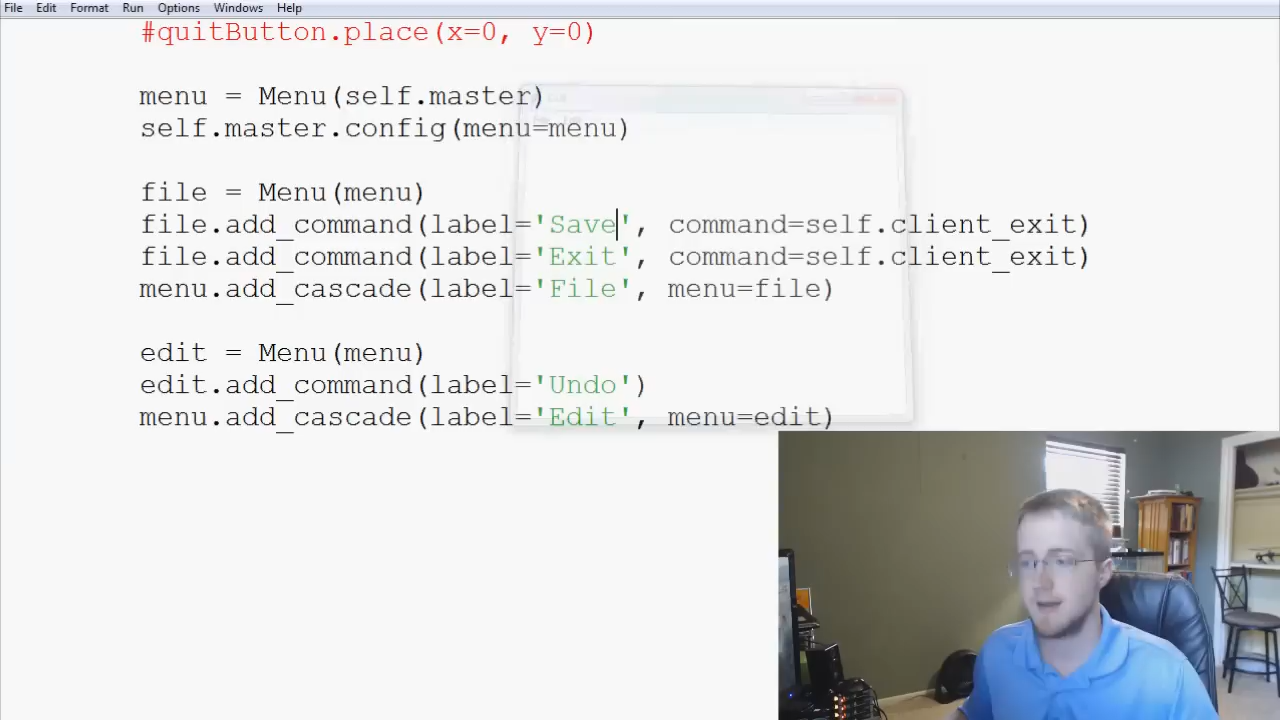 File Edit Format Run Options Windows Help
#quitButton.place(x=0, y=0)
menu = Menu(self.master)
self.master.config(menu=menu)
file = Menu(menu)
file.add_command(label='Save', command=self.client_exit)
file.add_command(label='Exit', command=self.client_exit)
menu.add_cascade(label='File', menu=file)
edit = Menu(menu)
edit.add_command(label='Undo')
menu.add_cascade(label='Edit', menu=edit)